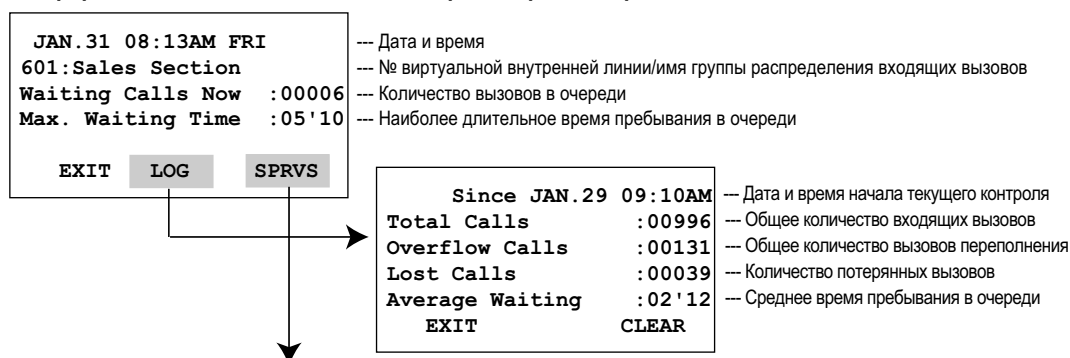 JAN.31 08:13AM FRI --- Дата и время
601:Sales Section --- № виртуальной внутренней линии/имя группы распределения входящих вызовов
Waiting Calls Now :00006 --- Количество вызовов в очереди
Max. Waiting Time :05'10 --- Наиболее длительное время пребывания в очереди
EXIT LOG SPRVS
Since JAN.29 09:10AM --- Дата и время начала текущего контроля
Total Calls :00996 --- Общее количество входящих вызовов
Overflow Calls :00131 --- Общее количество вызовов переполнения
Lost Calls :00039 --- Количество потерянных вызовов
Average Waiting :02'12 --- Среднее время пребывания в очереди
EXIT CLEAR